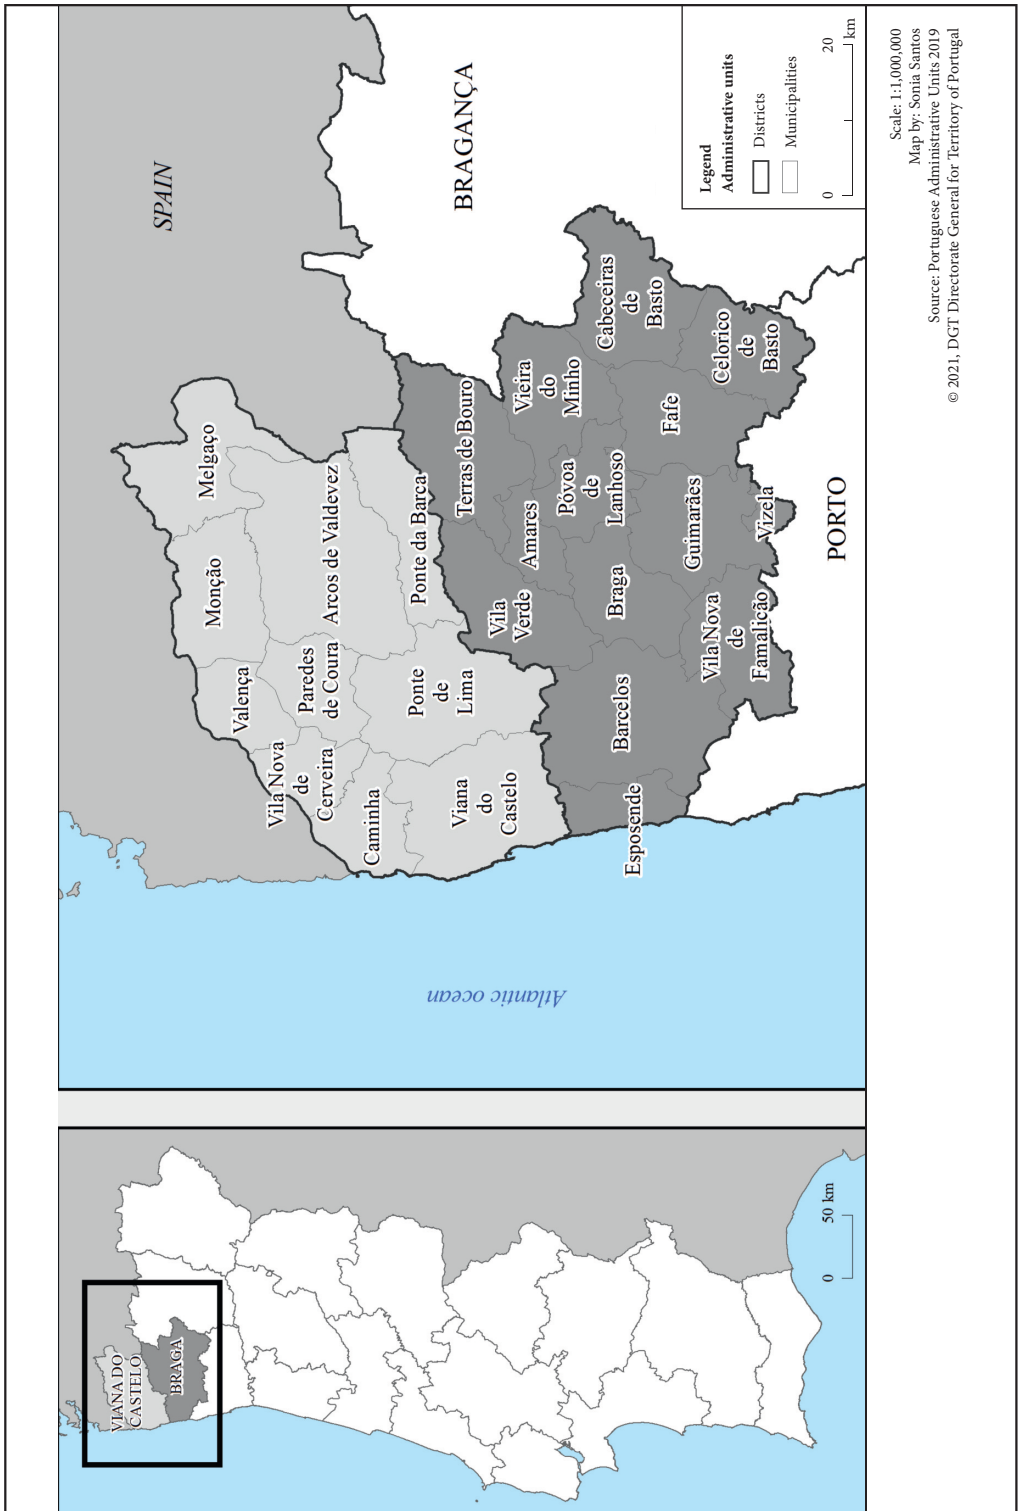 VIANA DO
CASTELO
BRAGA
0
50 km
Atlantic ocean
SPAIN
BRAGANÇA
PORTO
Melgaço
Monção
Valença
Vila Nova
de
Cerveira
Paredes
de Coura
Arcos de Valdevez
Caminha
Ponte da Barca
Ponte
de
Lima
Viana
do
Castelo
Terras de Bouro
Vila
Verde
Amares
Vieira
do
Minho
Cabeceiras
de
Basto
Póvoa
de
Lanhoso
Braga
Barcelos
Esposende
Fafe
Celorico
de
Basto
Guimarães
Vila Nova
de
Famalicão
Vizela
Legend
Administrative units
Districts
Municipalities
0
20
km
Scale: 1:1,000,000
Map by: Sonia Santos
Source: Portuguese Administrative Units 2019
© 2021, DGT Directorate General for Territory of Portugal